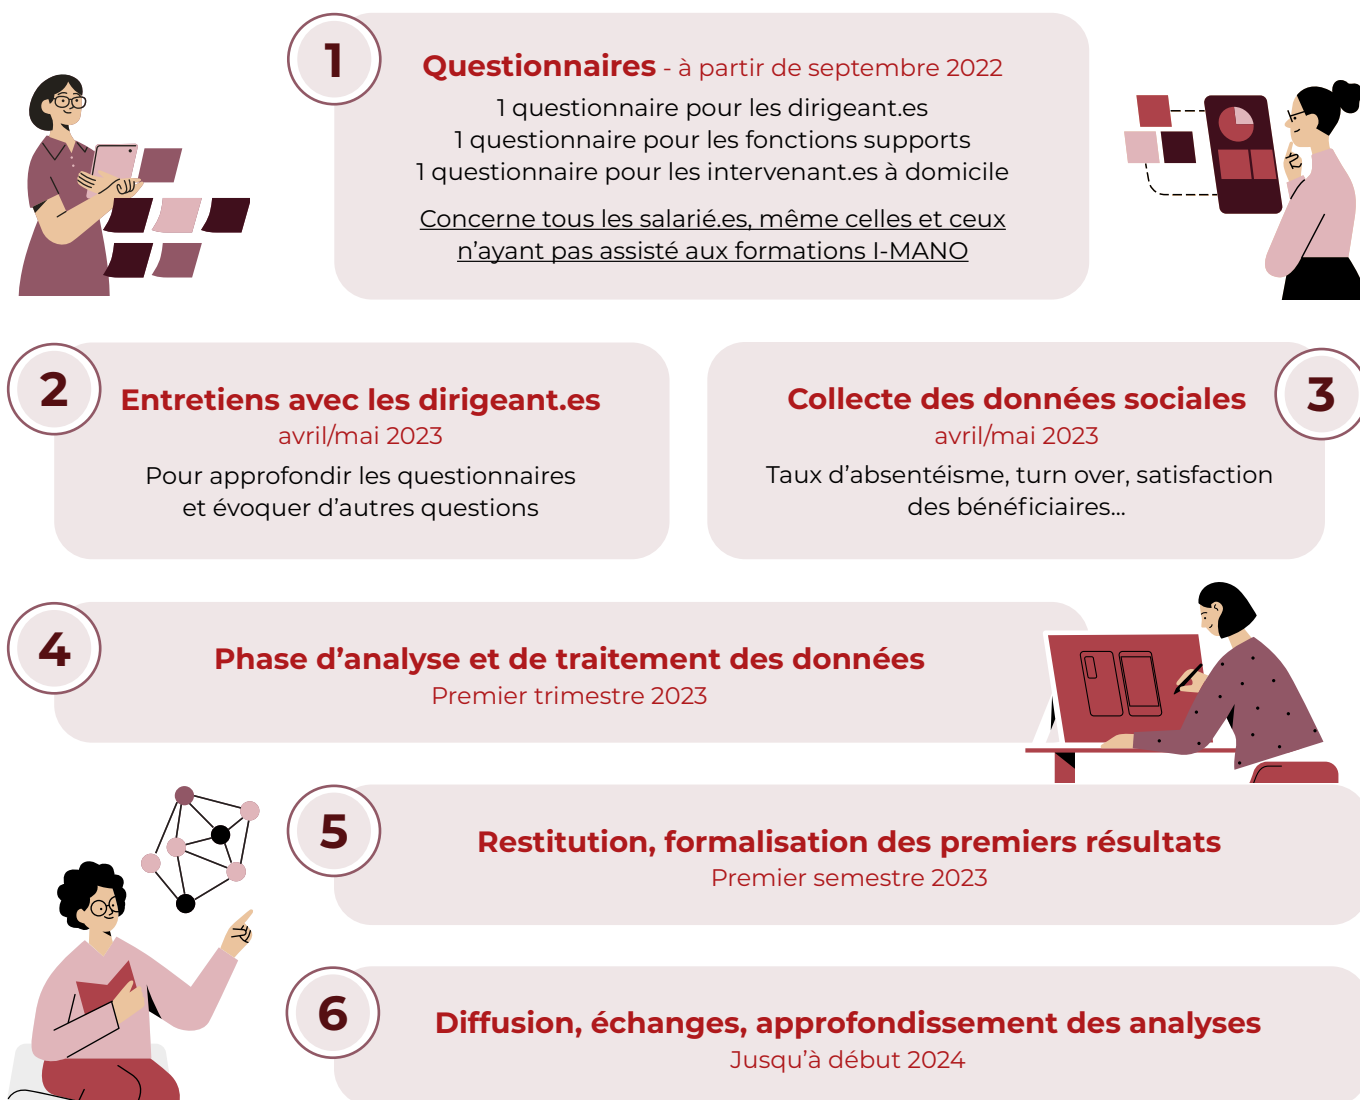 1
Questionnaires - à partir de septembre 2022
1 questionnaire pour les dirigeant.es
1 questionnaire pour les fonctions supports
1 questionnaire pour les intervenant.es à domicile
Concerne tous les salarié.es, même celles et ceux
n'ayant pas assisté aux formations I-MANO
2
Entretiens avec les dirigeant.es
avril/mai 2023
Pour approfondir les questionnaires
et évoquer d'autres questions
3
Collecte des données sociales
avril/mai 2023
Taux d'absentéisme, turn over, satisfaction
des bénéficiaires...
4
Phase d'analyse et de traitement des données
Premier trimestre 2023
5
Restitution, formalisation des premiers résultats
Premier semestre 2023
6
Diffusion, échanges, approfondissement des analyses
Jusqu'à début 2024